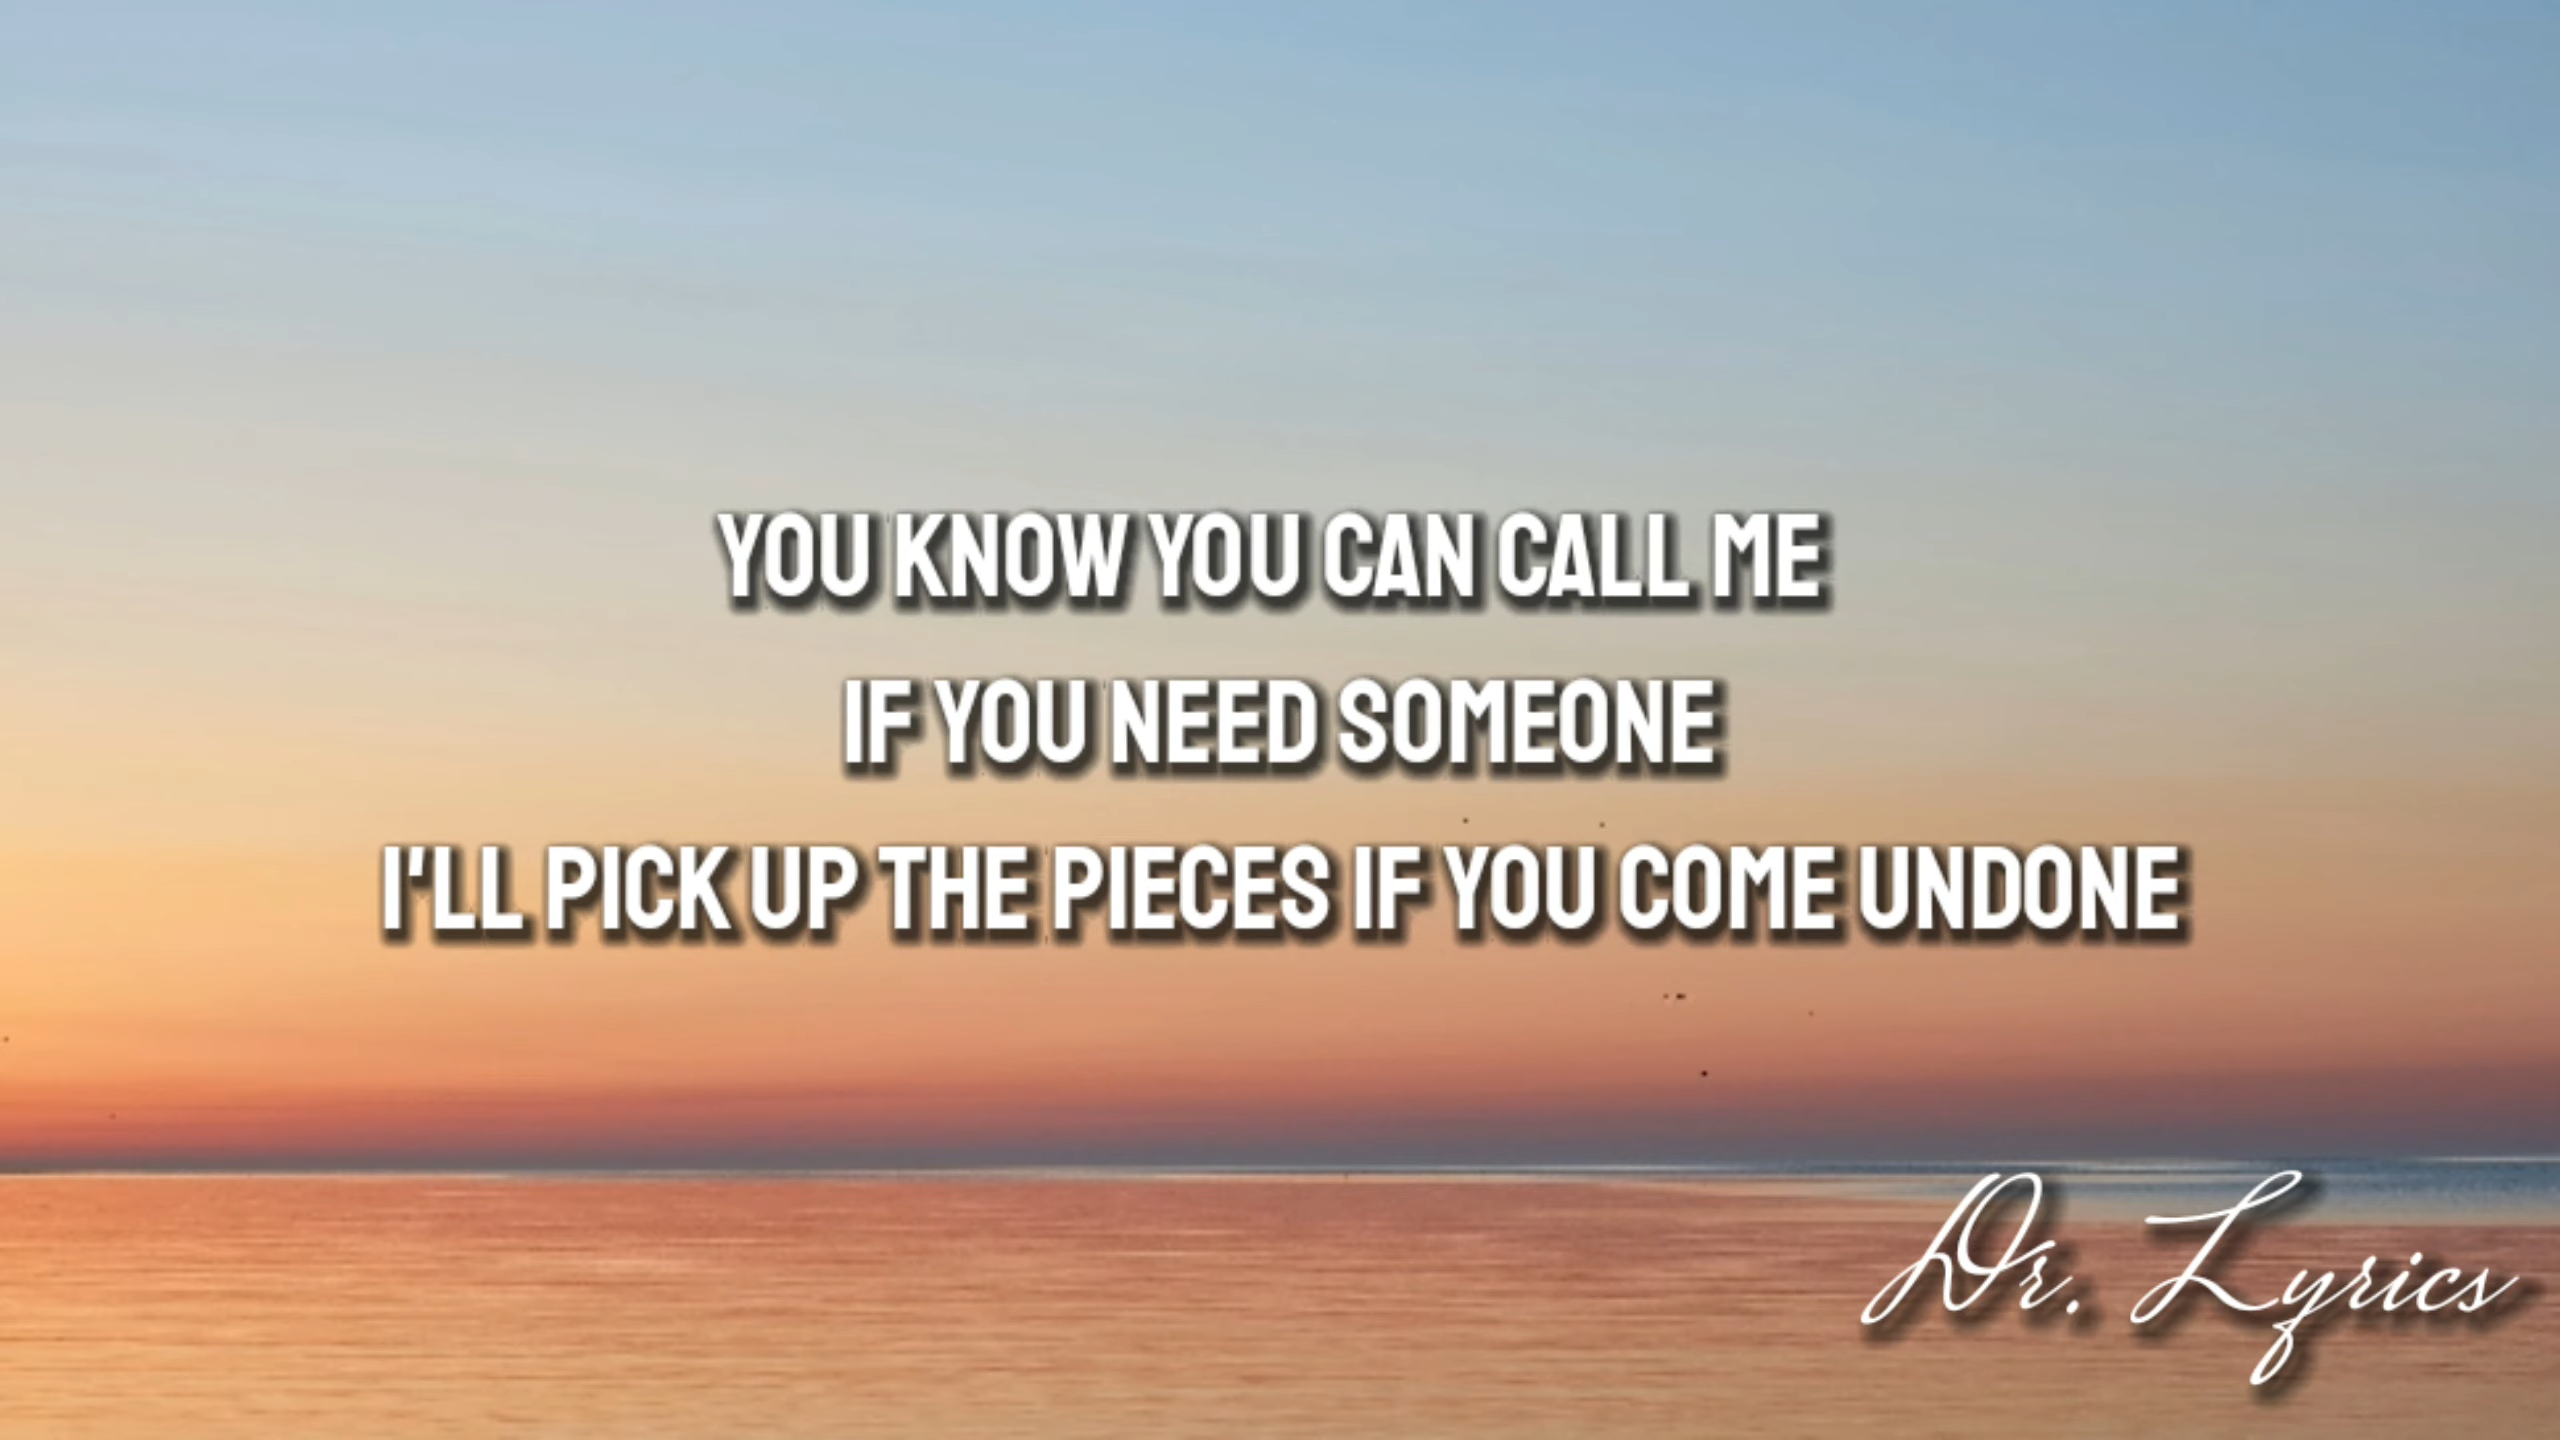 YOU KNOW YOU CAN CALL ME
IF YOU NEED SOMEONE
I'LL PICK UP THE PIECES IF YOU COME UNDONE
Dr. Lyrics